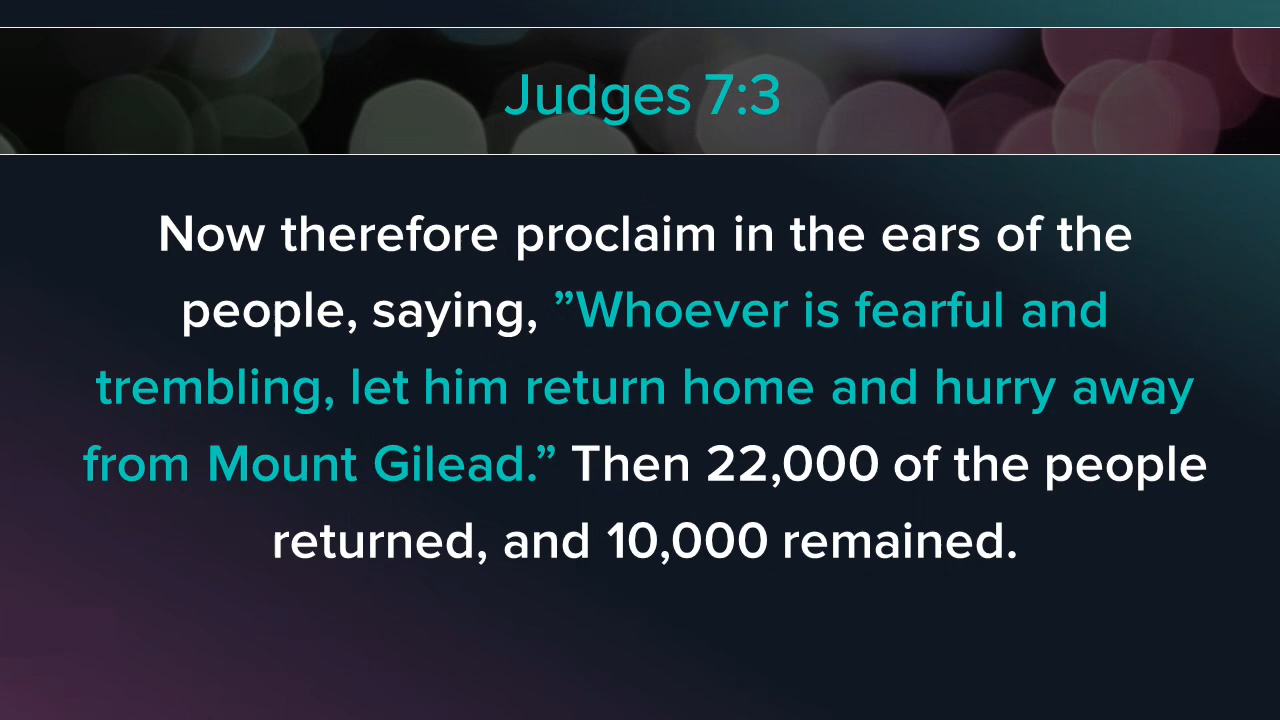 Judges 7:3
Now therefore proclaim in the ears of the
people, saying, ”Whoever is fearful and
trembling, let him return home and hurry away
from Mount Gilead.” Then 22,000 of the people
returned, and 10,000 remained.